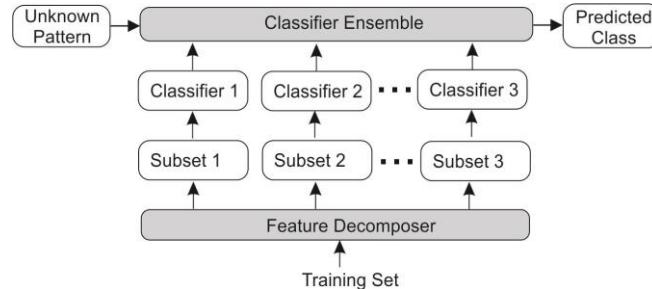 Unknown
Pattern
Classifier Ensemble
Predicted
Class
Classifier 1
Classifier 2
Classifier 3
Subset 1
Subset 2
Subset 3
Feature Decomposer
Training Set